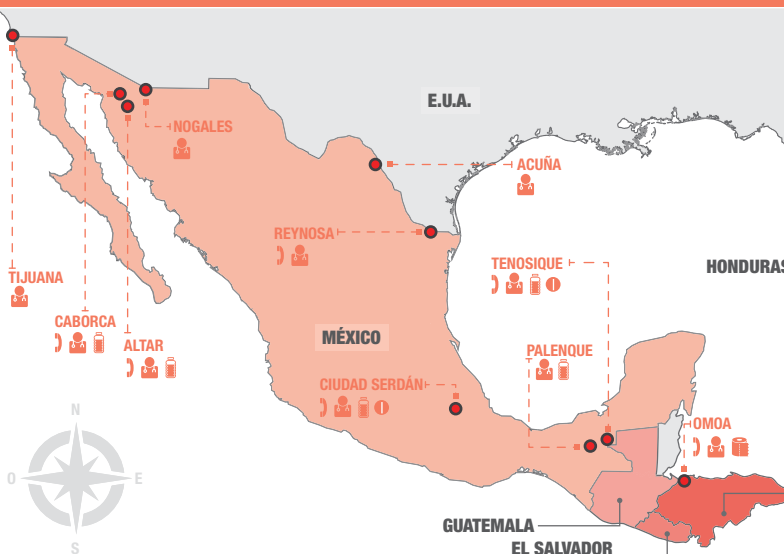 E.U.A.
NOGALES
ACUÑA
REYNOSA
TENOSIQUE
HONDURAS
TIJUANA
CABORCA
ALTAR
MÉXICO
PALENQUE
CIUDAD SERDÁN
N
O
E
S
OMOA
GUATEMALA
EL SALVADOR